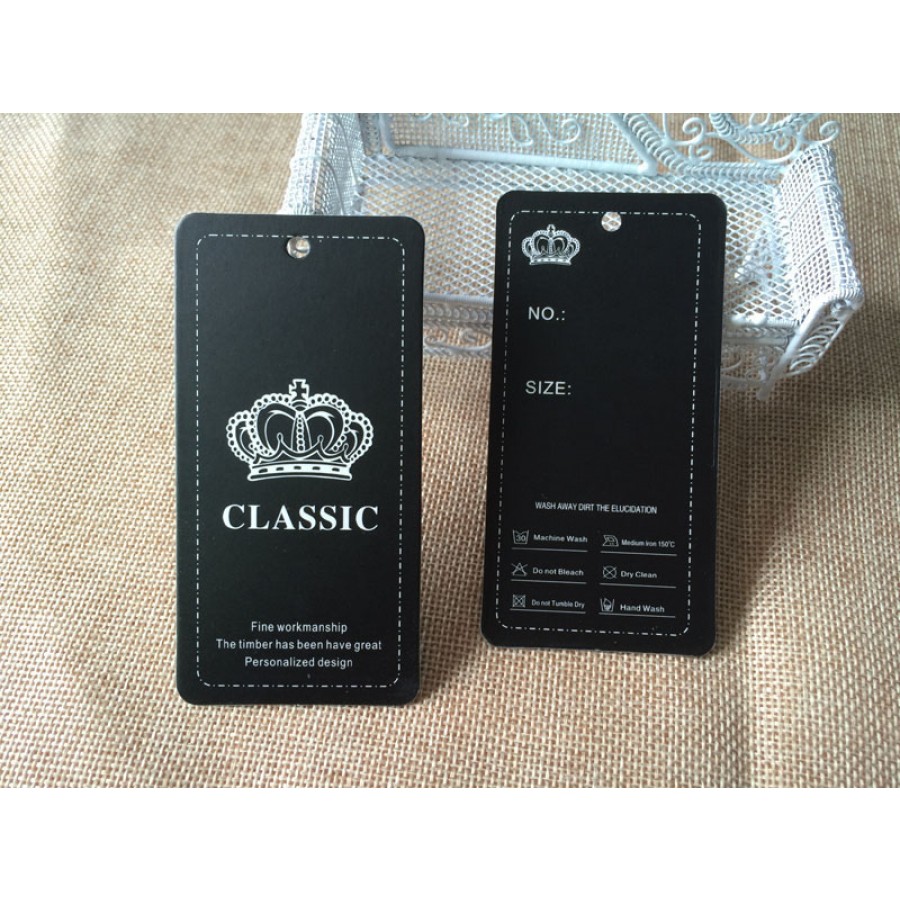 CLASSIC
Fine workmanship
The timber has been have great
Personalized design
NO.:
SIZE:
WASH AWAY DIRT THE ELUCIDATION
30 Machine Wash
Medium iron 150°C
Do not Bleach
Dry Clean
Do not Tumble Dry
Hand Wash